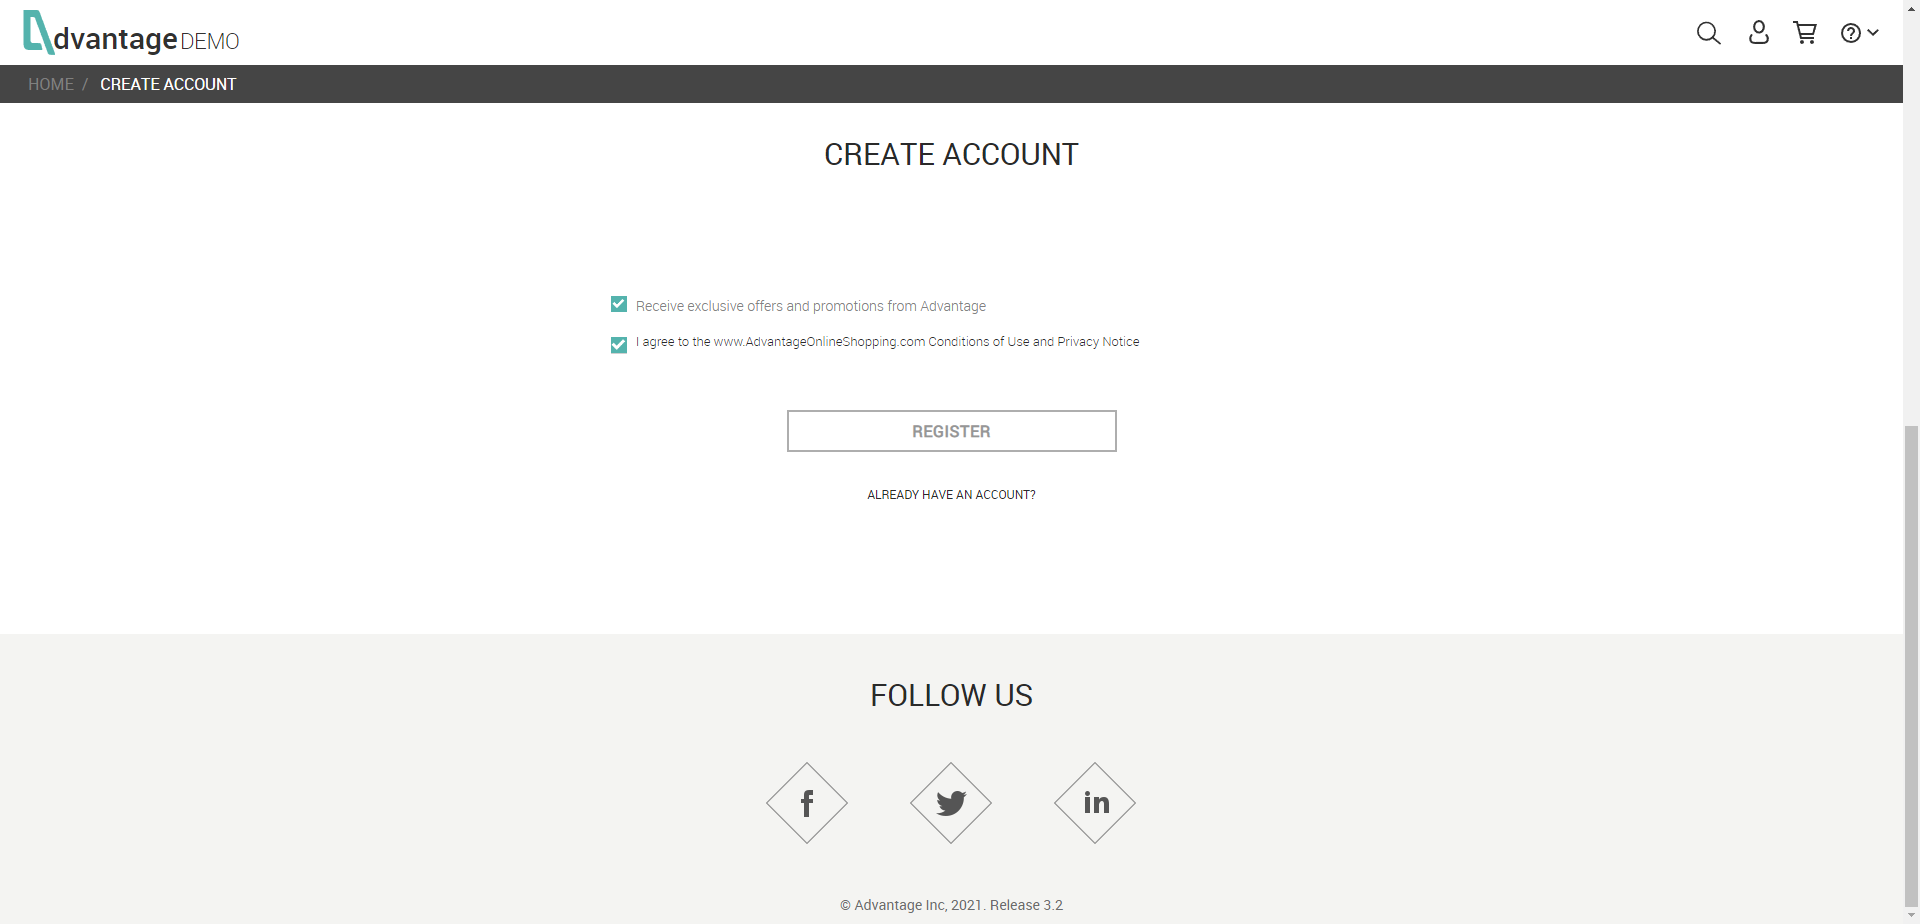 dvantage DEMO
HOME / CREATE ACCOUNT
CREATE ACCOUNT
Receive exclusive offers and promotions from Advantage
I agree to the www.AdvantageOnlineShopping.com Conditions of Use and Privacy Notice
REGISTER
ALREADY HAVE AN ACCOUNT?
FOLLOW US
f
in
© Advantage Inc, 2021. Release 3.2